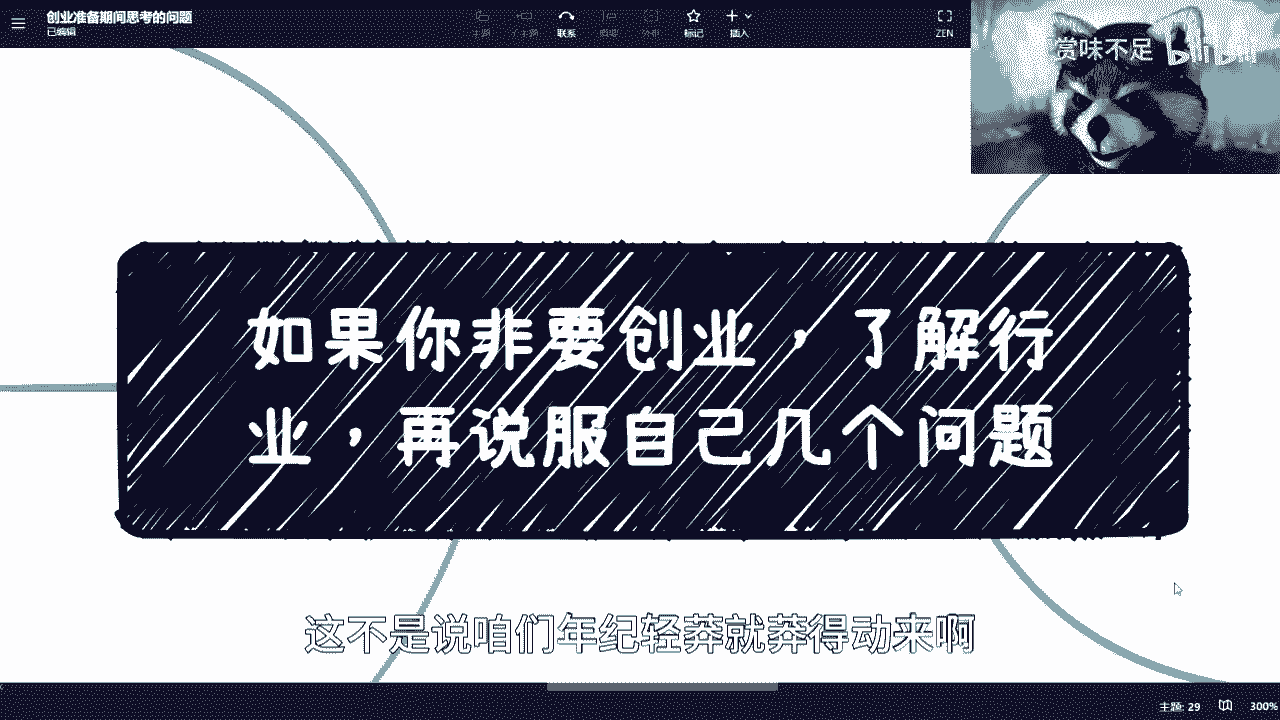 创业准备期间思考的问题
已编辑
主题
子主题
联系
概要
外框
标记
插入
ZEN
赏味不足 bilibili
如果你非要创业，了解行
业，再说服自己几个问题
这不是说咱们年纪轻莽就莽得动来啊
主题: 29
300%